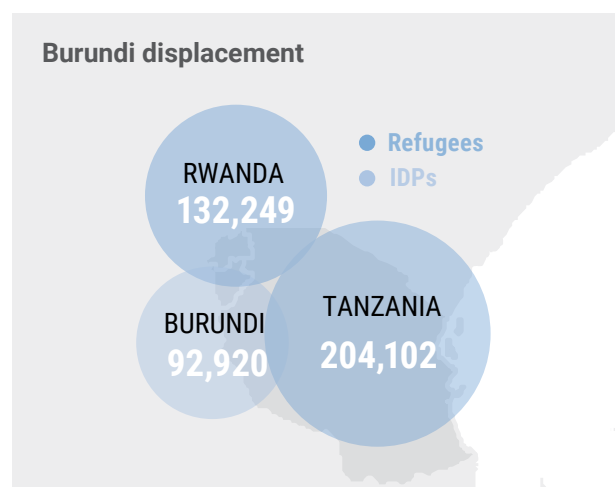 Burundi displacement
Refugees
IDPs
RWANDA
132,249
TANZANIA
204,102
BURUNDI
92,920